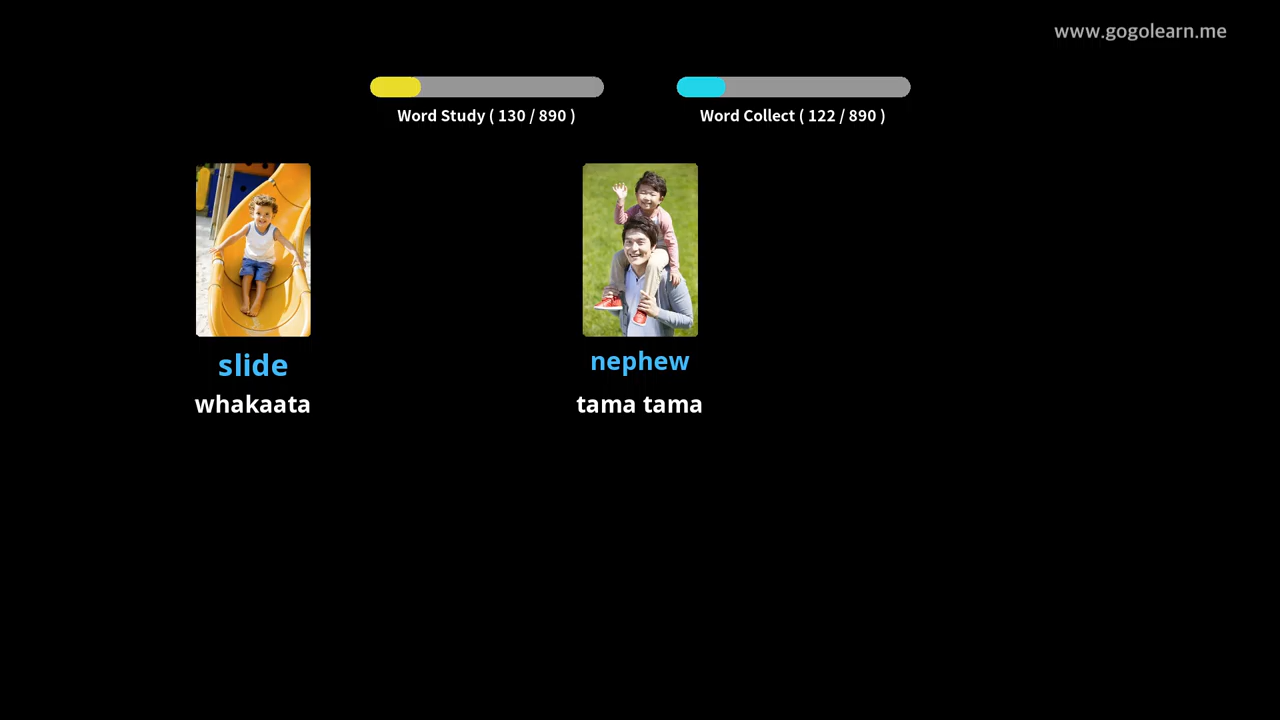 www.gogolearn.me
Word Study ( 130 / 890 )
Word Collect ( 122 / 890 )
slide
whakaata
nephew
tama tama